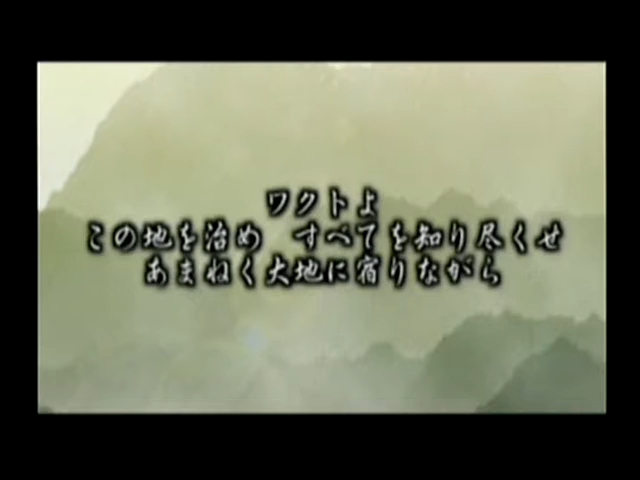 ワクトよ
この地を治め　すべてを知り尽くせ
あまねく大地に宿りながら